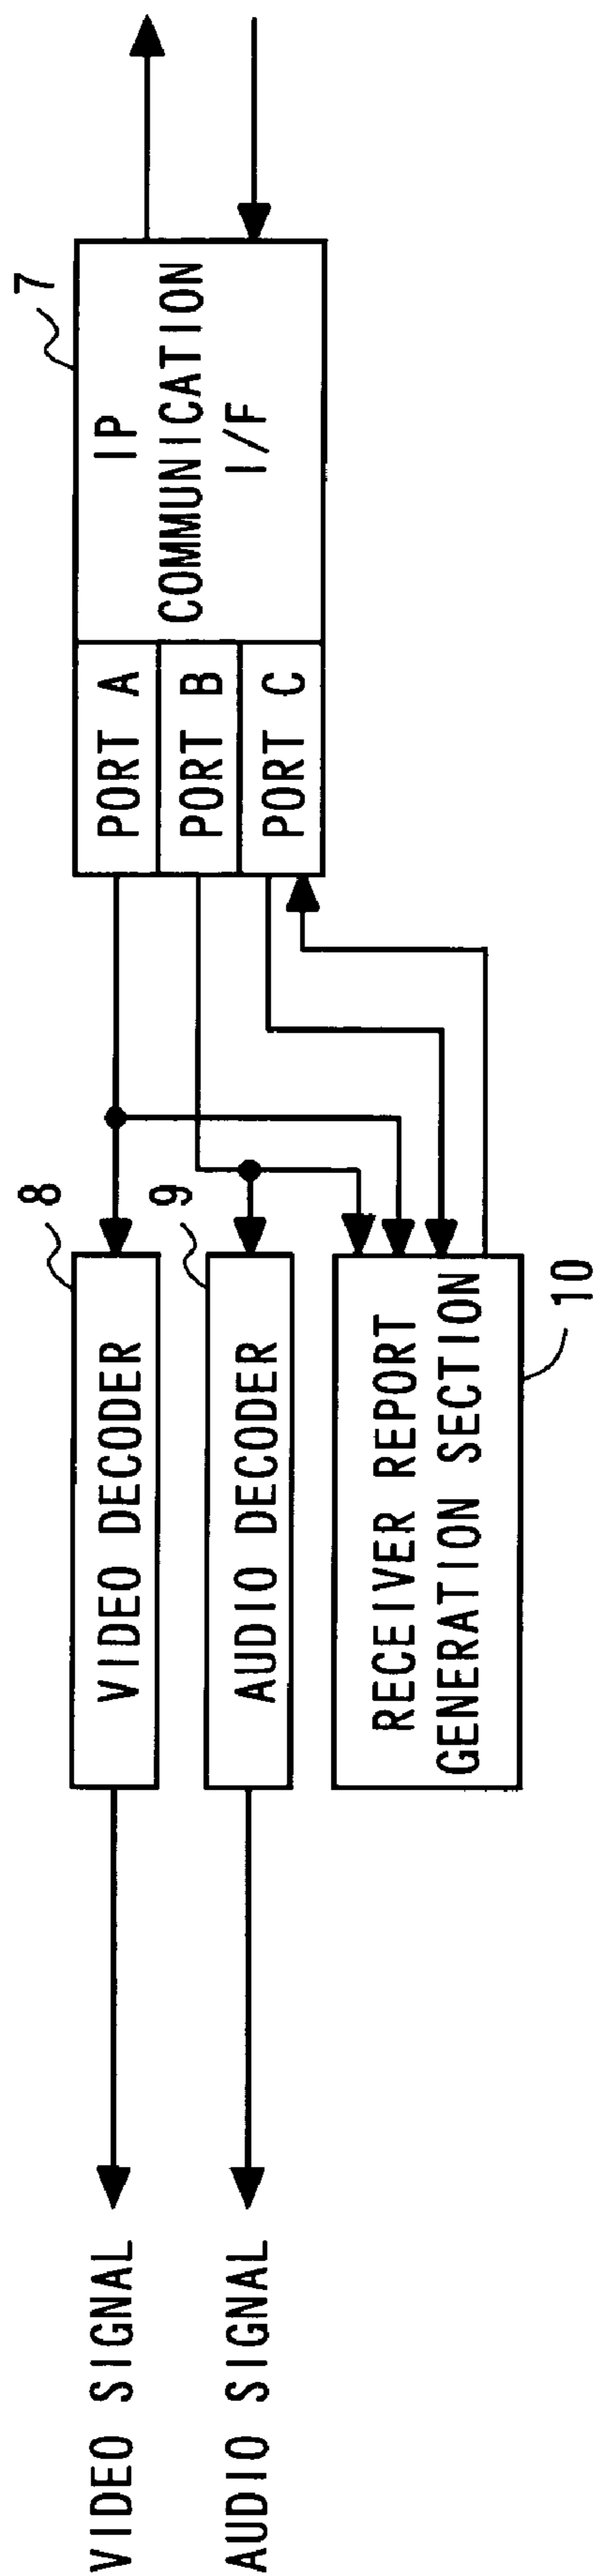 VIDEO SIGNAL
AUDIO SIGNAL
8
VIDEO DECODER
9
AUDIO DECODER
RECEIVER REPORT
GENERATION SECTION
10
PORT A
PORT B
PORT C
7
IP
COMMUNICATION
I/F